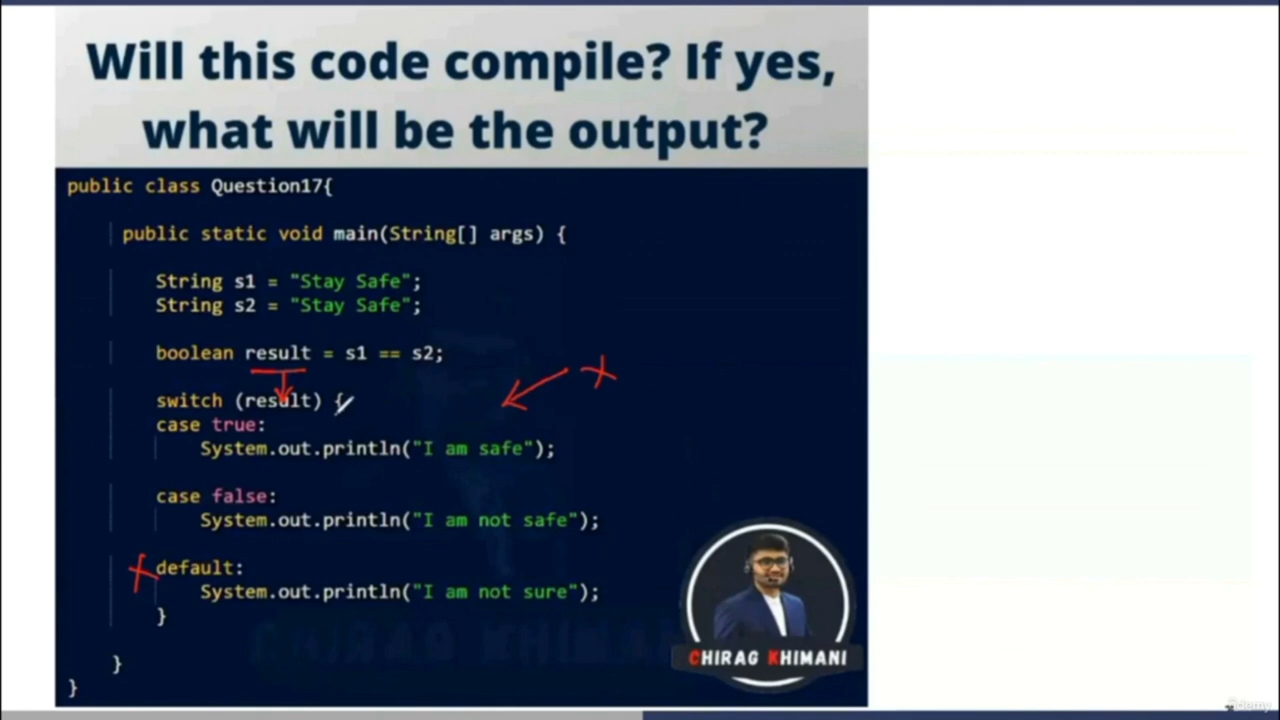 Will this code compile? If yes,
what will be the output?
public class Question17{
public static void main(String[] args) {
String s1 = "Stay Safe";
String s2 = "Stay Safe";
boolean result = s1 == s2;
switch (result) {
case true:
System.out.println("I am safe");
case false:
System.out.println("I am not safe");
default:
System.out.println("I am not sure");
}
}
}
CHIRAG KHIMANI
Udemy